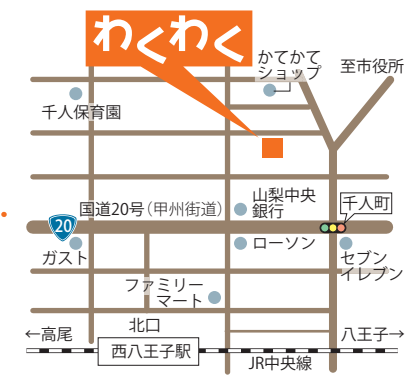 わくわく
かてかて
ショップ
至市役所
千人保育園
山梨中央
銀行
千人町
国道20号（甲州街道）
20
ガスト
ローソン
セブン
イレブン
ファミリー
マート
北口
←高尾
八王子→
西八王子駅
JR中央線